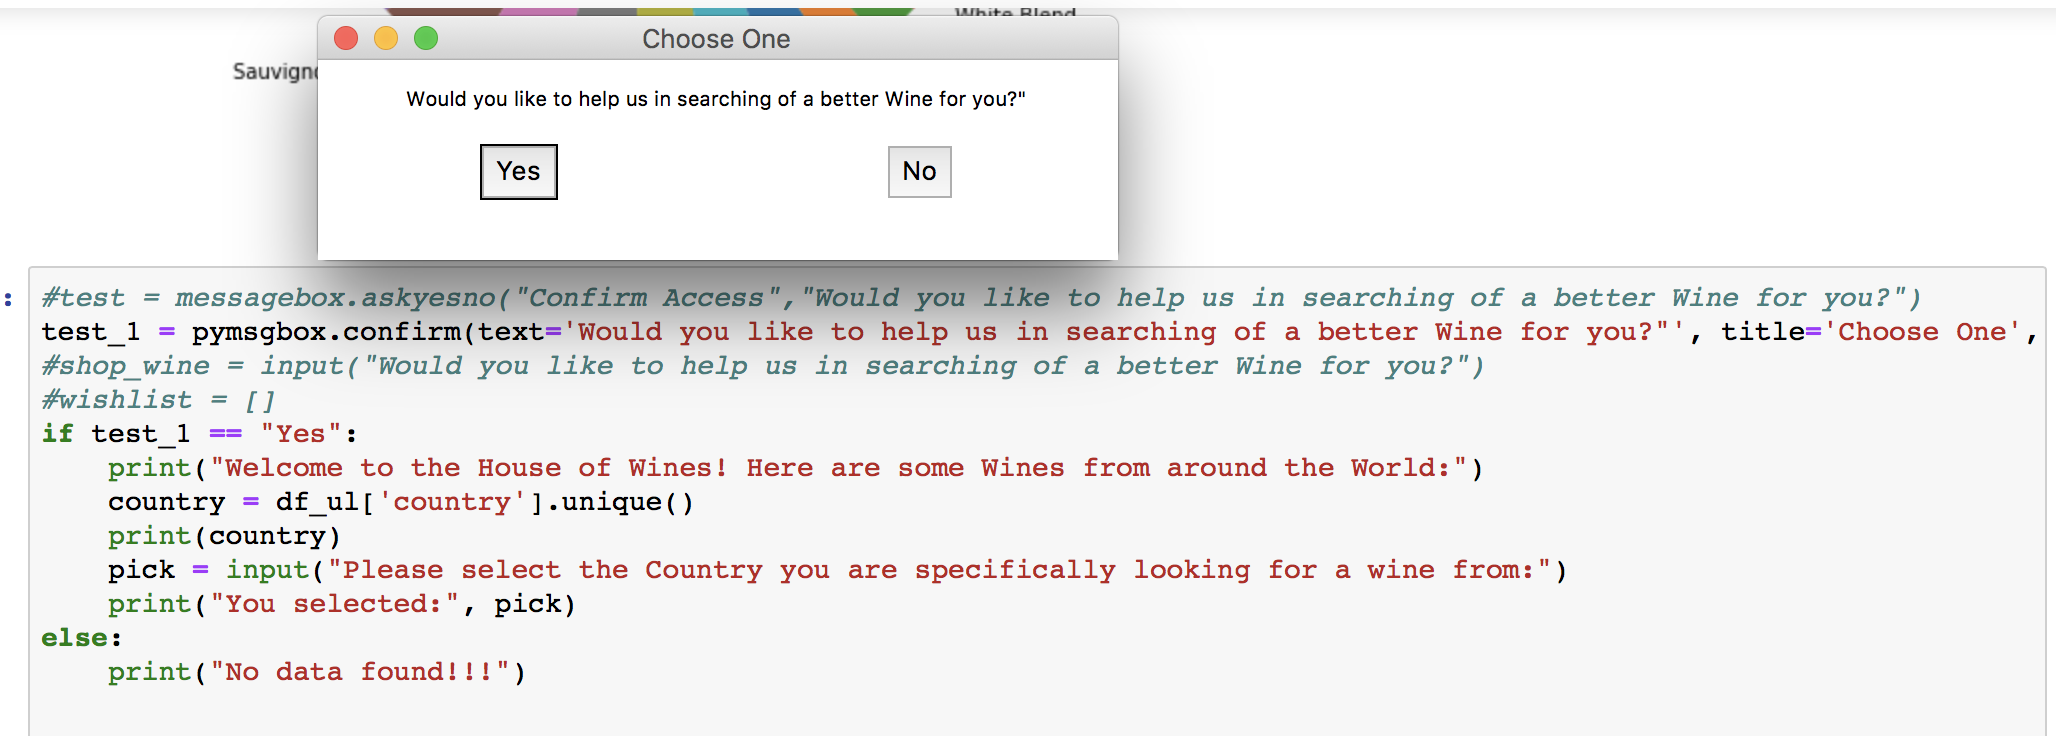 White Blend
Choose One
Would you like to help us in searching of a better Wine for you?"
Yes
No
:
#test = messagebox.askyesno("Confirm Access","Would you like to help us in searching of a better Wine for you?")
test_1 = pymsgbox.confirm(text='Would you like to help us in searching of a better Wine for you?"', title='Choose One',
#shop_wine = input("Would you like to help us in searching of a better Wine for you?")
#wishlist = []
if test_1 == "Yes":
    print("Welcome to the House of Wines! Here are some Wines from around the World:")
    country = df_ul['country'].unique()
    print(country)
    pick = input("Please select the Country you are specifically looking for a wine from:")
    print("You selected:", pick)
else:
    print("No data found!!!")